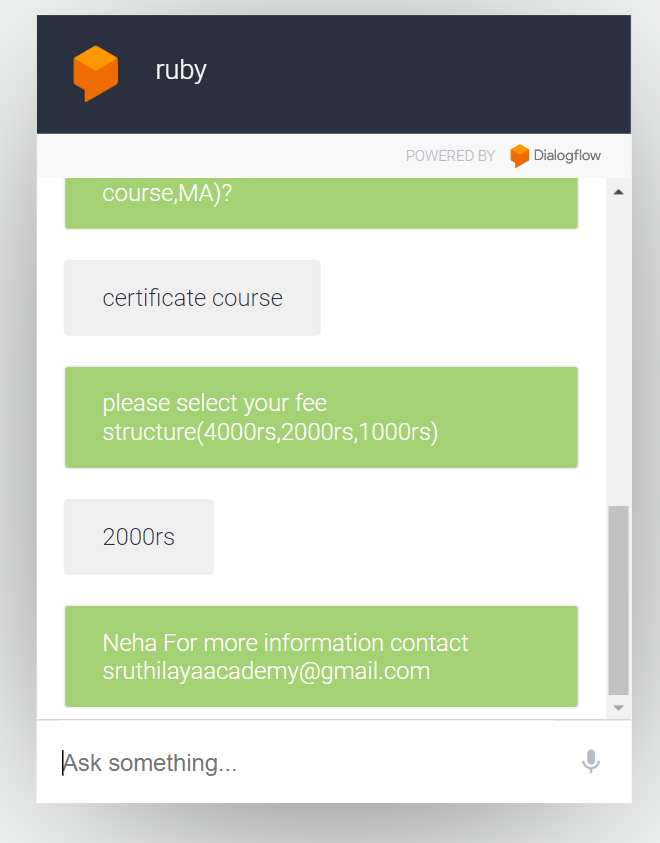 ruby
POWERED BY Dialogflow
course,MA)?
certificate course
please select your fee
structure(4000rs,2000rs,1000rs)
2000rs
Neha For more information contact
sruthilayaacademy@gmail.com
Ask something...